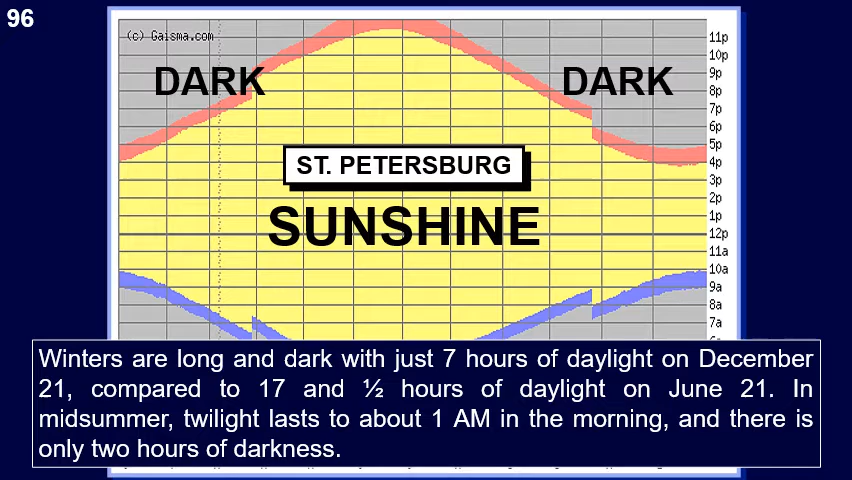 96
(c) Gaisma.com
11p
10p
DARK
DARK
9p
8p
7p
6p
5p
ST. PETERSBURG
4p
3p
2p
SUNSHINE
1p
12p
11a
10a
9a
8a
7a
Winters are long and dark with just 7 hours of daylight on December
21, compared to 17 and ½ hours of daylight on June 21. In
midsummer, twilight lasts to about 1 AM in the morning, and there is
only two hours of darkness.